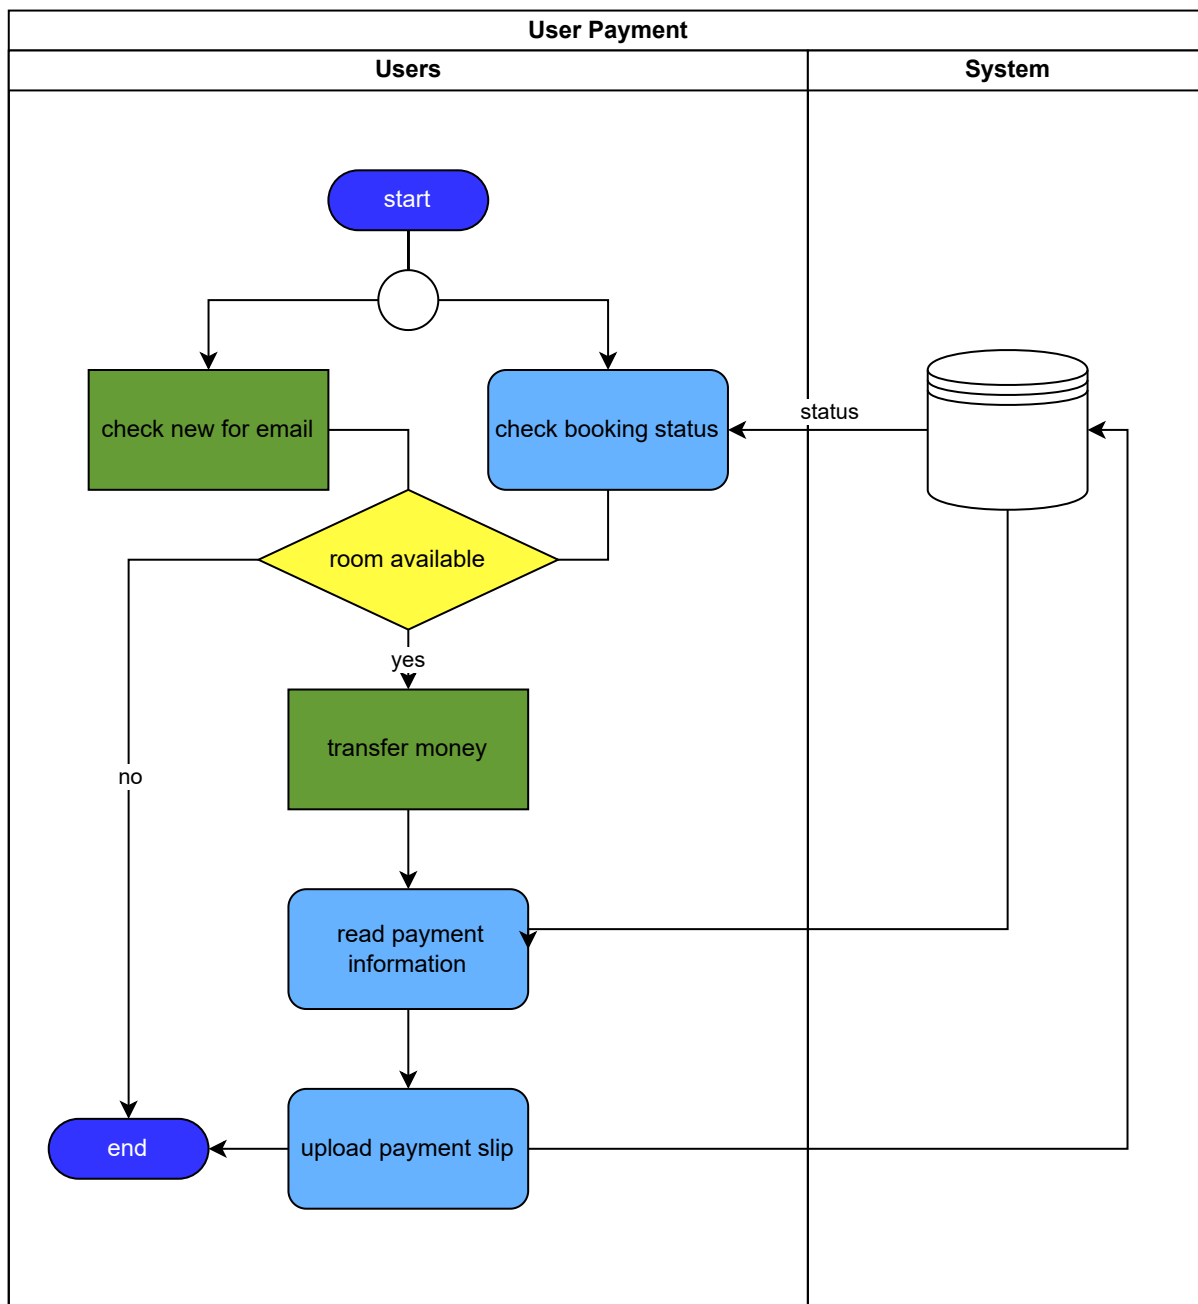 User Payment
Users
System
start
check new for email
check booking status
status
room available
yes
transfer money
no
read payment
information
end
upload payment slip